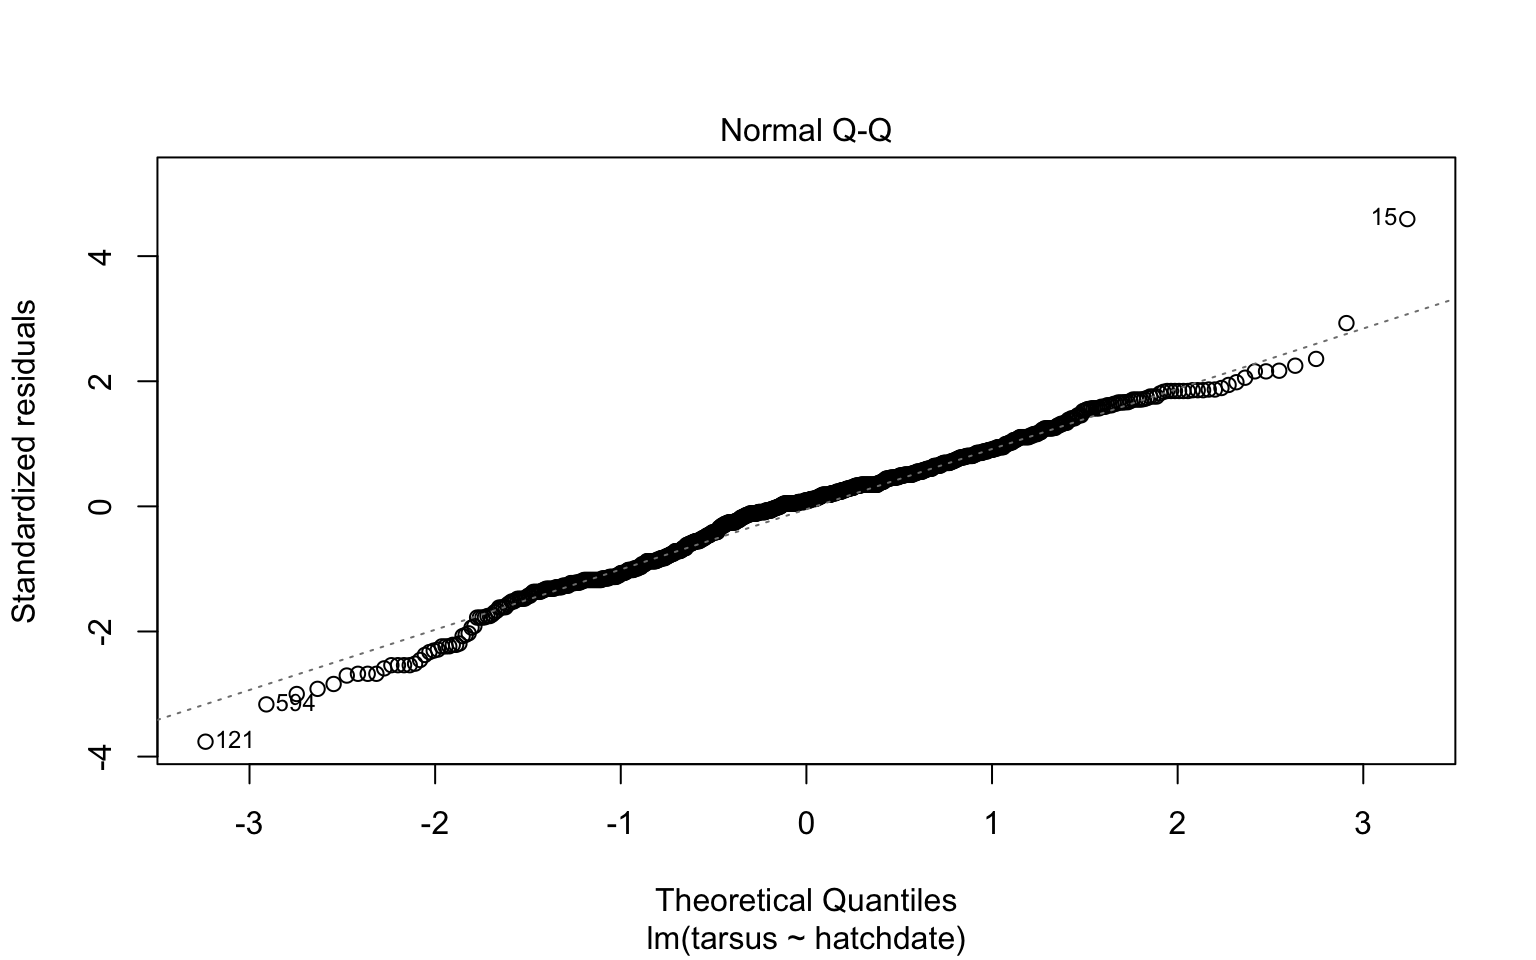 Normal Q-Q
Standardized residuals
4
2
0
-2
-4
15
594
121
-3 -2 -1 0 1 2 3
Theoretical Quantiles
lm(tarsus ~ hatchdate)